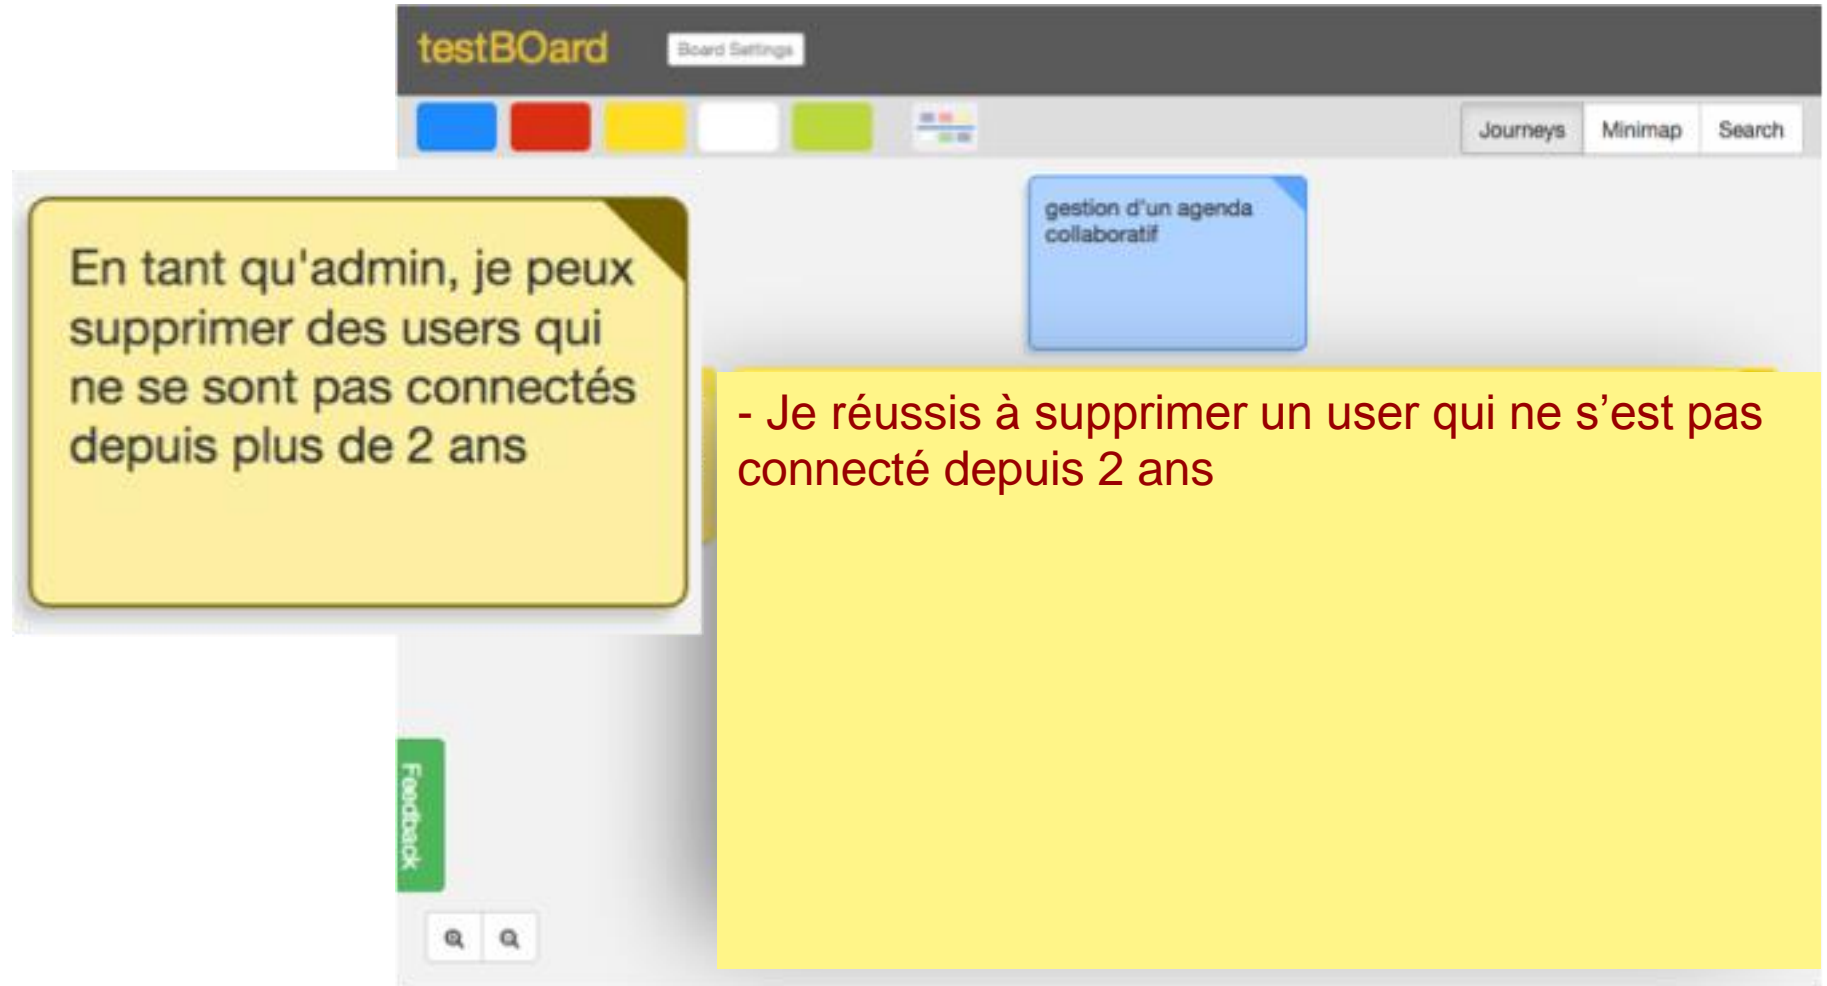 testBOard
Board Settings
Journeys
Minimap
Search
gestion d'un agenda
collaboratif
En tant qu'admin, je peux
supprimer des users qui
ne se sont pas connectés
depuis plus de 2 ans
- Je réussis à supprimer un user qui ne s’est pas
connecté depuis 2 ans
Feedback